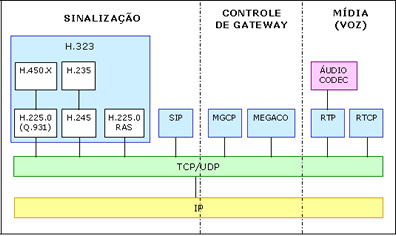 SINALIZAÇÃO
CONTROLE
DE GATEWAY
MÍDIA
(VOZ)
H.323
H.450.X
H.235
ÁUDIO
CODEC
H.225.0
(Q.931)
H.245
H.225.0
RAS
SIP
MGCP
MEGACO
RTP
RTCP
TCP/UDP
IP